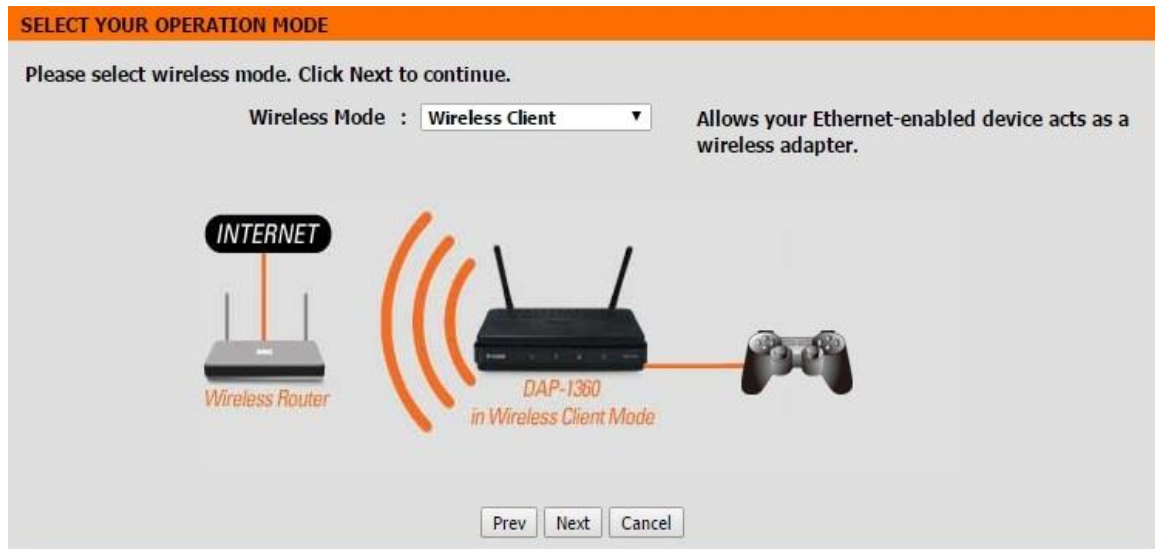 SELECT YOUR OPERATION MODE
Please select wireless mode. Click Next to continue.
Wireless Mode : Wireless Client
Allows your Ethernet-enabled device acts as a
wireless adapter.
INTERNET
Wireless Router
DAP-1360
in Wireless Client Mode
Prev Next Cancel